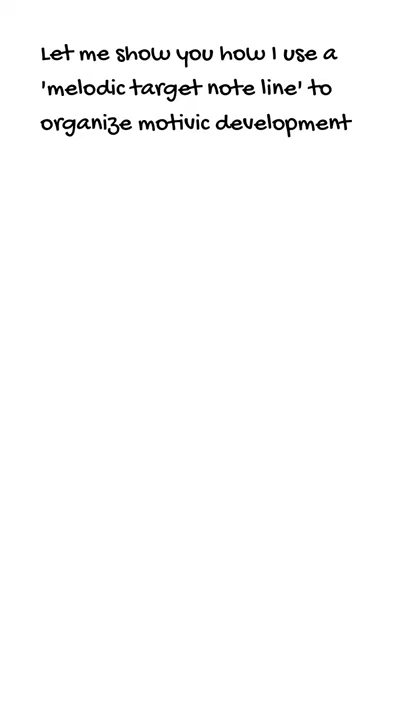 Let me show you how I use a
'melodic target note line' to
organize motivic development